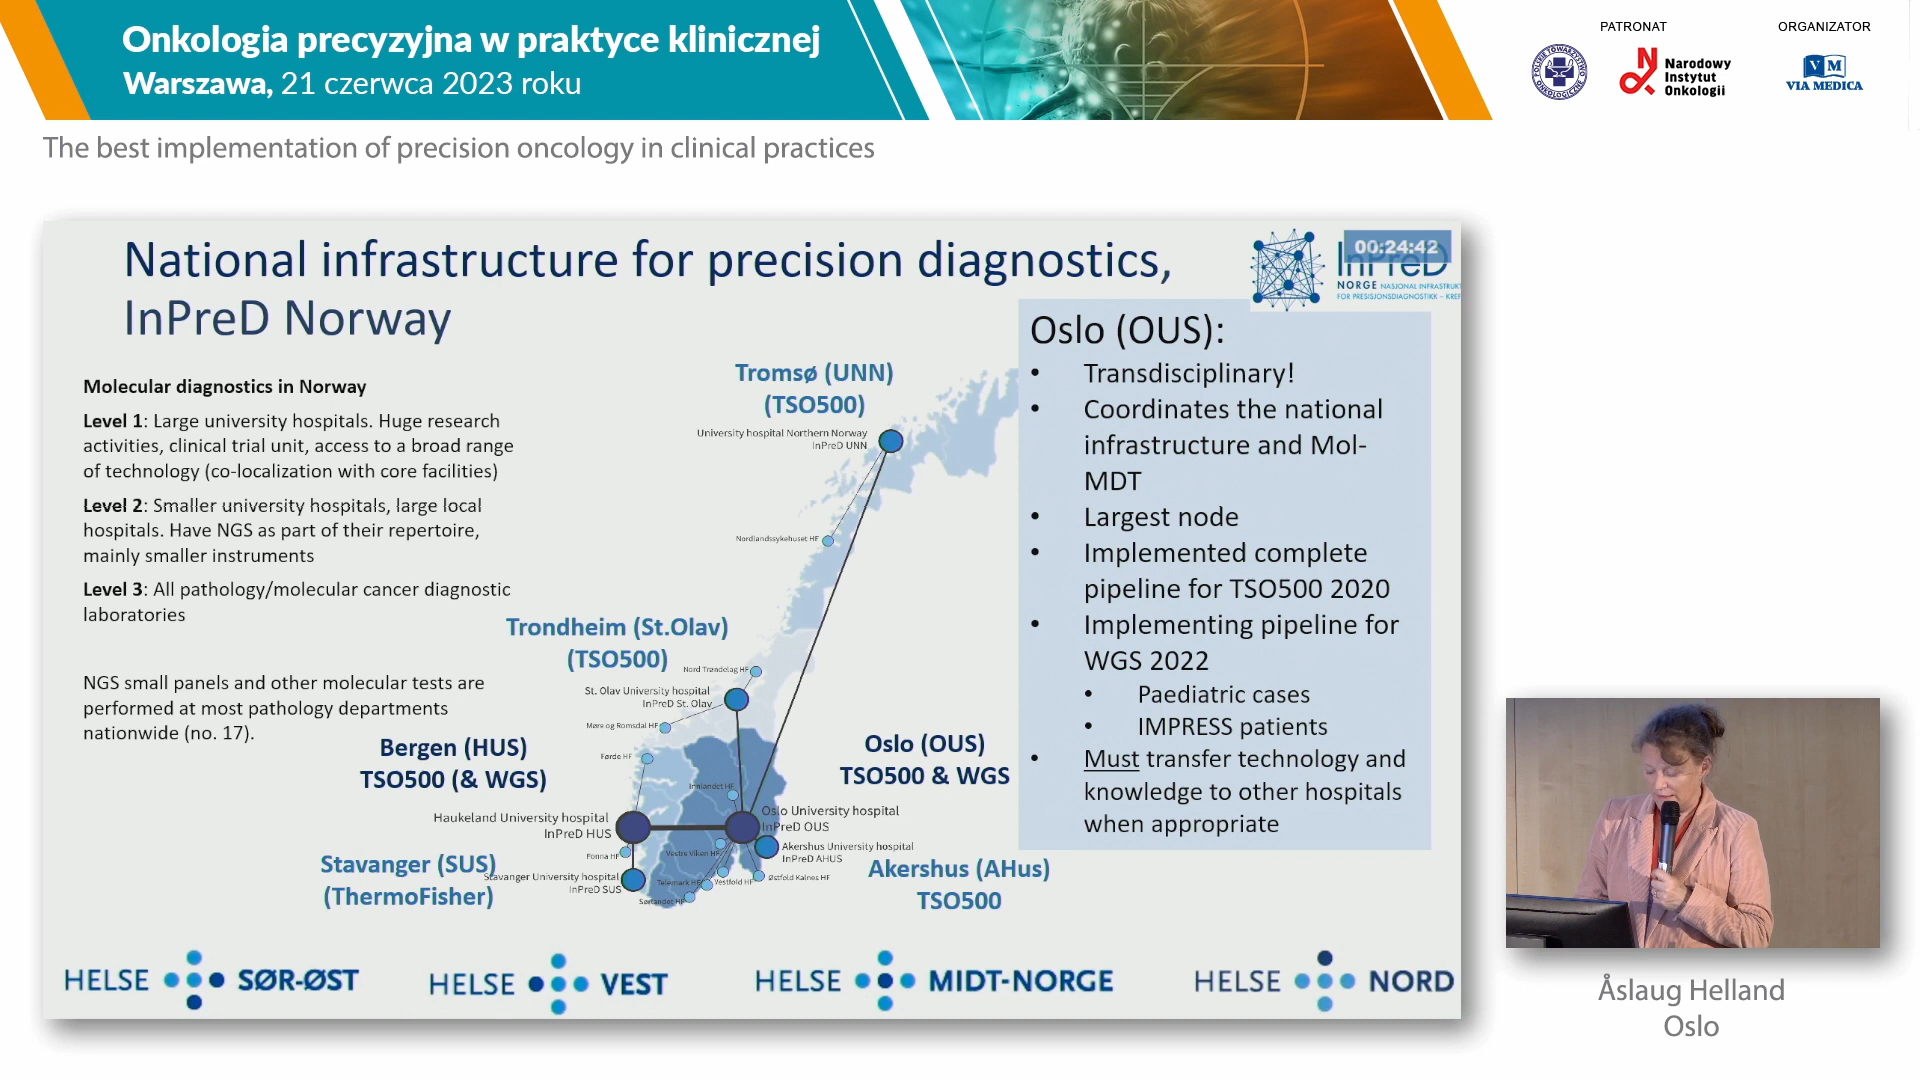 Onkologia precyzyjna w praktyce klinicznej
Warszawa, 21 czerwca 2023 roku
PATRONAT
ORGANIZATOR
POLSKIE TOWARZYSTWO ONKOLOGICZNE
Narodowy
Instytut
Onkologii
VM
VIA MEDICA
The best implementation of precision oncology in clinical practices
National infrastructure for precision diagnostics,
InPreD Norway
00:24:42
InPreD
NORGE NASJONAL INFRASTRUKT
FOR PRESISJONSDIAGNOSTIKK - KREF
Molecular diagnostics in Norway
Level 1: Large university hospitals. Huge research
activities, clinical trial unit, access to a broad range
of technology (co-localization with core facilities)
Level 2: Smaller university hospitals, large local
hospitals. Have NGS as part of their repertoire,
mainly smaller instruments
Level 3: All pathology/molecular cancer diagnostic
laboratories
NGS small panels and other molecular tests are
performed at most pathology departments
nationwide (no. 17).
Tromsø (UNN)
(TSO500)
University hospital Northern Norway
InPreD UNN
Nordlandssykehuset HF
Trondheim (St.Olav)
(TSO500)
Nord Trøndelag HF
St. Olav University hospital
InPreD St. Olav
Møre og Romsdal HF
Førde HF
Bergen (HUS)
TSO500 (& WGS)
Oslo (OUS)
TSO500 & WGS
Innlandet HF
Haukeland University hospital
InPreD HUS
Oslo University hospital
InPreD OUS
Fonna HF
Vestre Viken HF
Akershus University hospital
InPreD AHUS
Stavanger (SUS)
(ThermoFisher)
Stavanger University hospital
InPreD SUS
Telemark HF
Vestfold HF
Østfold Kalnes HF
Sørlandet HF
Akershus (AHus)
TSO500
Oslo (OUS):
• Transdisciplinary!
• Coordinates the national
infrastructure and Mol-
MDT
• Largest node
• Implemented complete
pipeline for TSO500 2020
• Implementing pipeline for
WGS 2022
• Paediatric cases
• IMPRESS patients
• Must transfer technology and
knowledge to other hospitals
when appropriate
HELSE SØR-ØST
HELSE VEST
HELSE MIDT-NORGE
HELSE NORD
Åslaug Helland
Oslo